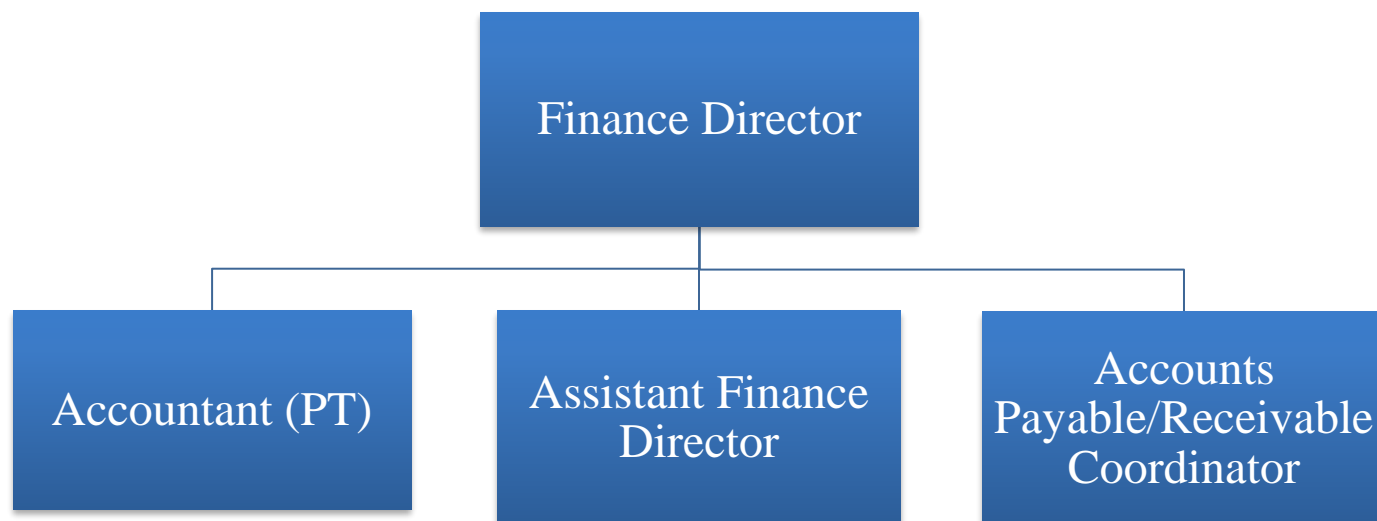 Finance Director
Accountant (PT)
Assistant Finance
Director
Accounts
Payable/Receivable
Coordinator